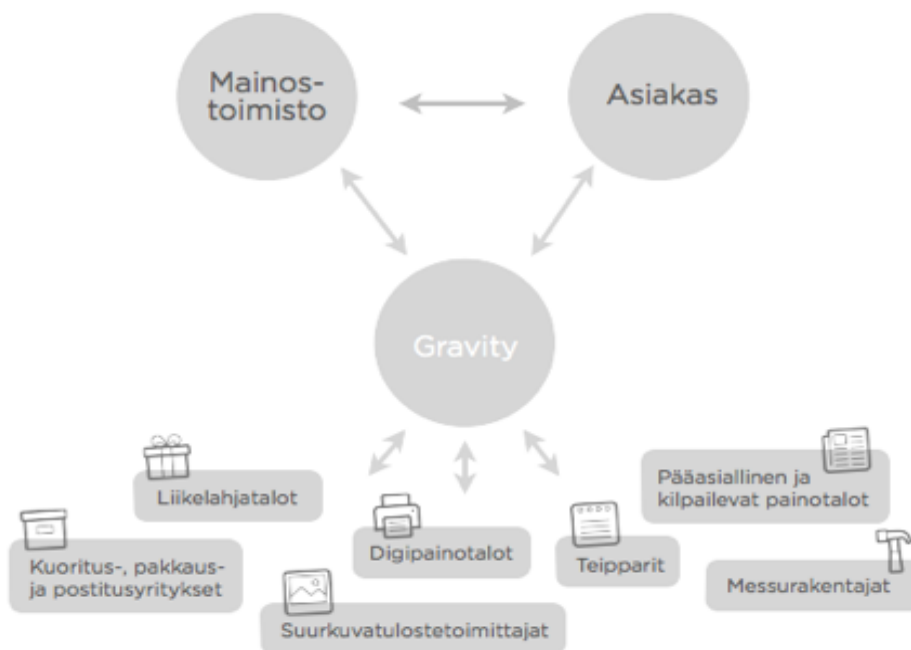 Mainos-
toimisto
Asiakas
Gravity
Liikelahjatalot
Pääasiallinen ja
kilpailevat painotalot
Kuoritus-, pakkaus-
ja postitusyritykset
Digipainotalot
Teipparit
Messurakentajat
Suurkuvatulostetoimittajat